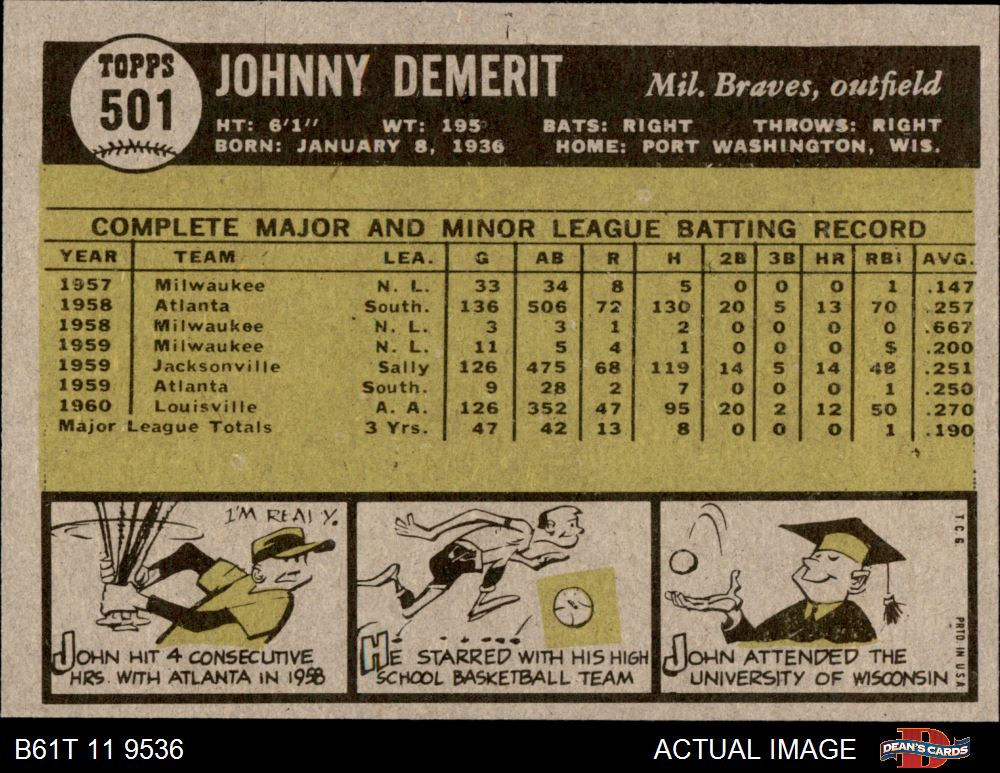 TOPPS
501
JOHNNY DEMERIT
Mil. Braves, outfield
HT: 6'1" WT: 195 BATS: RIGHT THROWS: RIGHT
BORN: JANUARY 8, 1936 HOME: PORT WASHINGTON, WIS.
COMPLETE MAJOR AND MINOR LEAGUE BATTING RECORD
YEAR TEAM LEA. G AB R H 2B 3B HR RBI AVG.
1957 Milwaukee N. L. 33 34 8 5 0 0 0 1 .147
1958 Atlanta South. 136 506 72 130 20 5 13 70 .257
1958 Milwaukee N. L. 3 3 1 2 0 0 0 0 .667
1959 Milwaukee N. L. 11 5 4 1 0 0 0 $ .200
1959 Jacksonville Sally 126 475 68 119 14 5 14 48 .251
1959 Atlanta South. 9 28 2 7 0 0 0 1 .250
1960 Louisville A. A. 126 352 47 95 20 2 12 50 .270
Major League Totals 3 Yrs. 47 42 13 8 0 0 0 1 .190
I'M READY.
JOHN HIT 4 CONSECUTIVE
HRS. WITH ATLANTA IN 1958
HE STARRED WITH HIS HIGH
SCHOOL BASKETBALL TEAM
JOHN ATTENDED THE
UNIVERSITY OF WISCONSIN
T.C.G.
PRTD IN U.S.A.
B61T 11 9536
ACTUAL IMAGE
DEAN'S CARDS